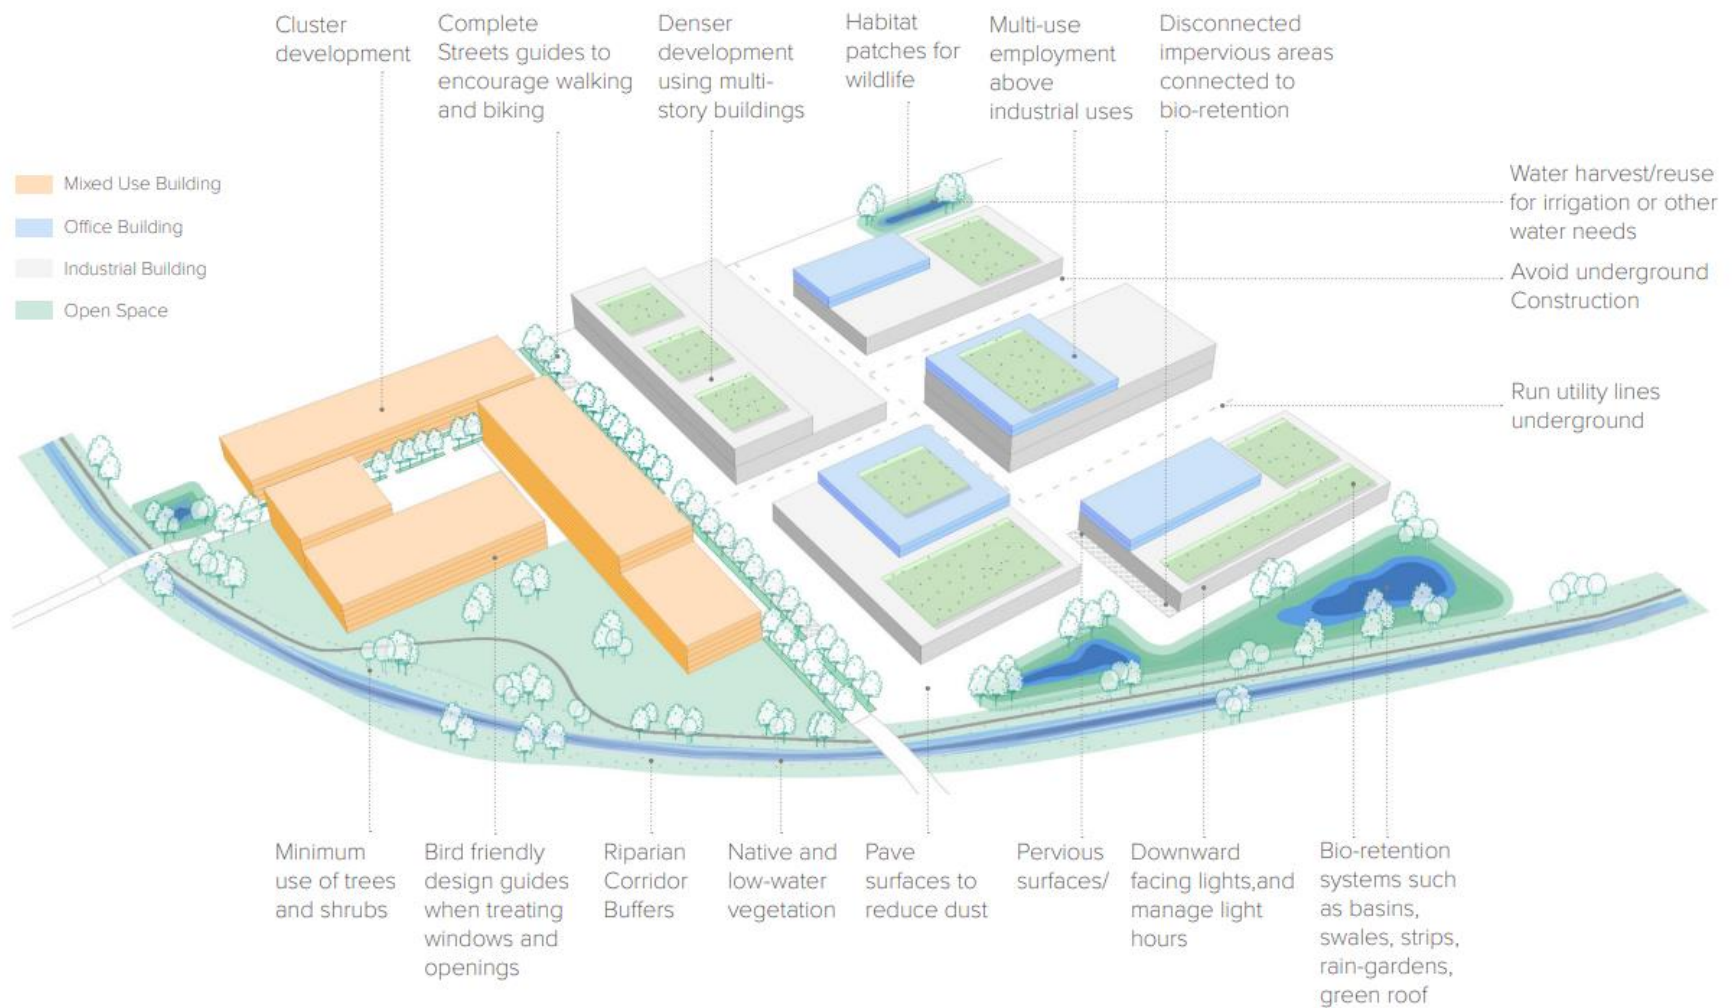 Cluster
development
Complete
Streets guides to
encourage walking
and biking
Denser
development
using multi-
story buildings
Habitat
patches for
wildlife
Multi-use
employment
above
industrial uses
Disconnected
impervious areas
connected to
bio-retention
Mixed Use Building
Office Building
Industrial Building
Open Space
Water harvest/reuse
for irrigation or other
water needs
Avoid underground
Construction
Run utility lines
underground
Minimum
use of trees
and shrubs
Bird friendly
design guides
when treating
windows and
openings
Riparian
Corridor
Buffers
Native and
low-water
vegetation
Pave
surfaces to
reduce dust
Pervious
surfaces/
Downward
facing lights,and
manage light
hours
Bio-retention
systems such
as basins,
swales, strips,
rain-gardens,
green roof